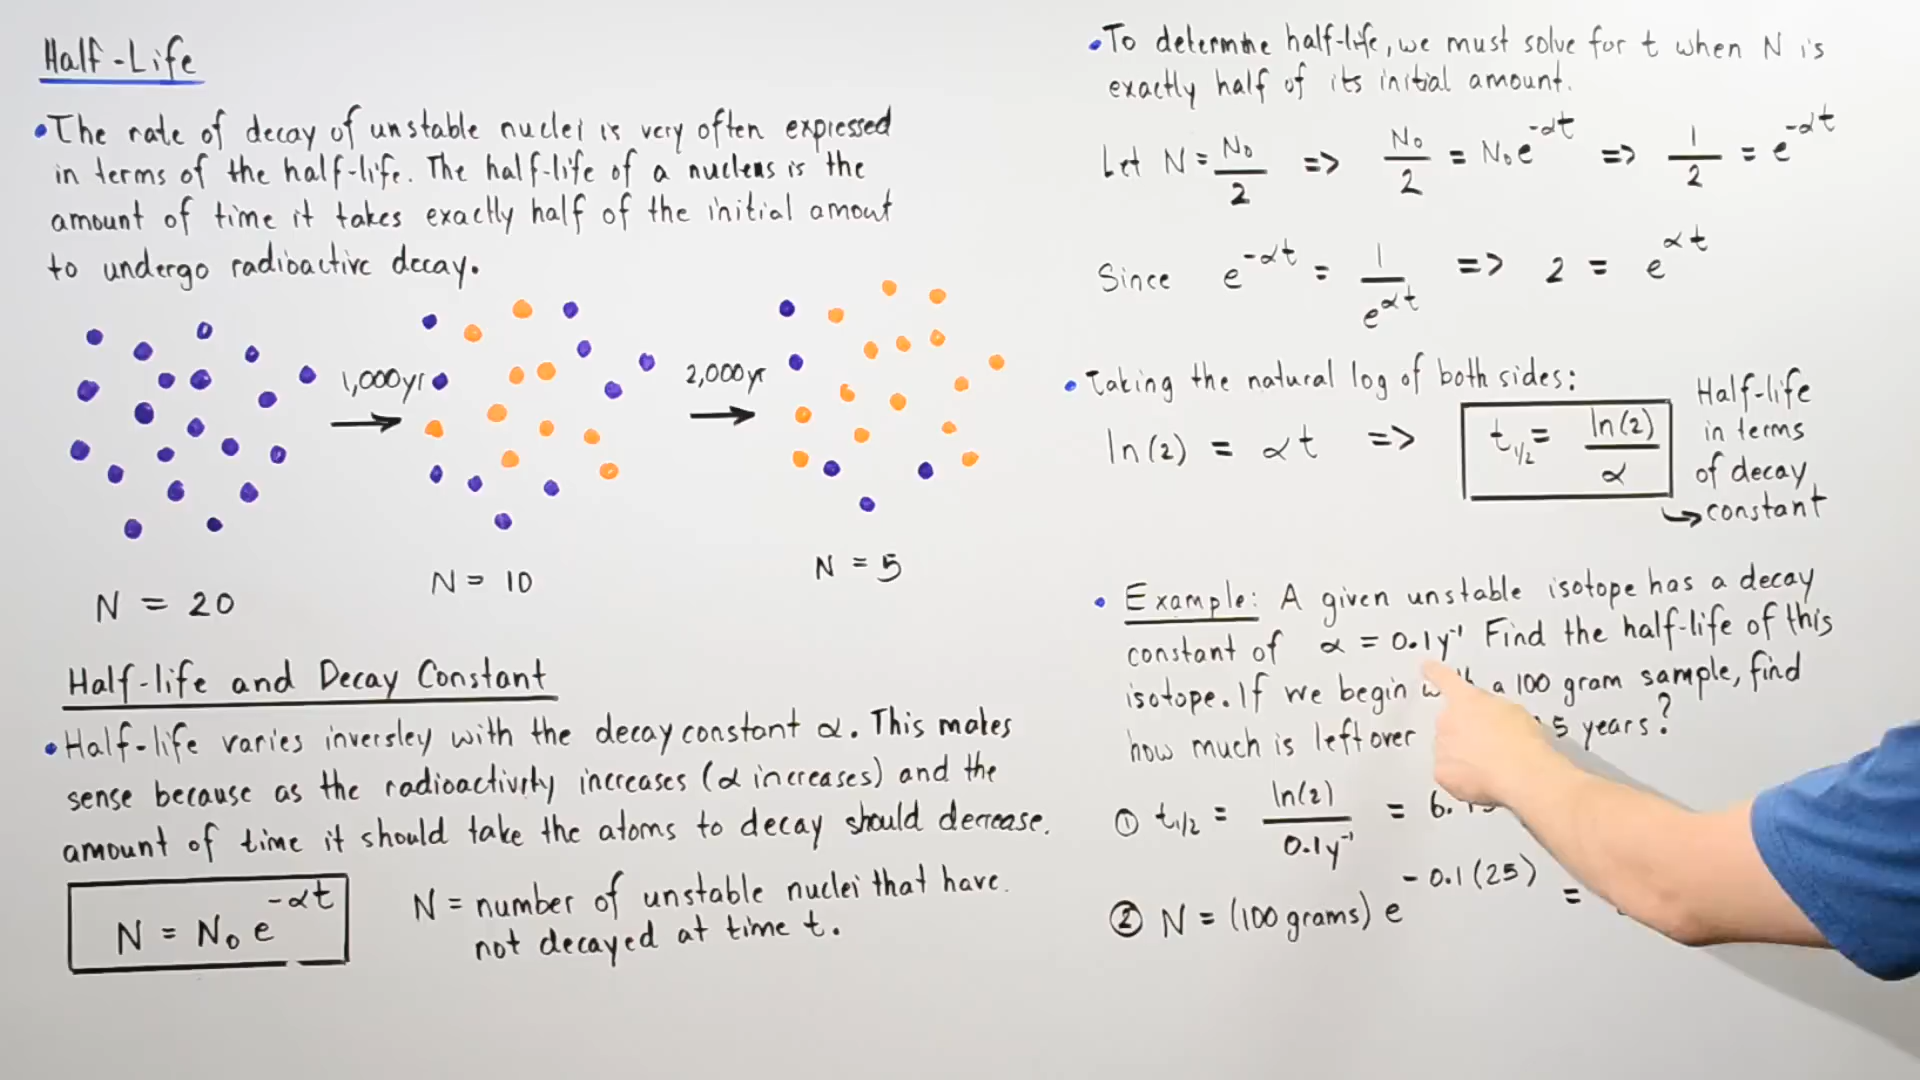 Half-Life
• The rate of decay of unstable nuclei is very often expressed
in terms of the half-life. The half-life of a nucleus is the
amount of time it takes exactly half of the initial amout
to undergo radioactive decay.
1,000yr
2,000yr
N = 20
N = 10
N = 5
Half-life and Decay Constant
• Half-life varies inversley with the decay constant α. This makes
sense because as the radioactivity increases (α increases) and the
amount of time it should take the atoms to decay should decrease.
N = N₀ e^-αt
N = number of unstable nuclei that have
not decayed at time t.
• To determine half-life, we must solve for t when N is
exactly half of its initial amount.
Let N = N₀/2 => N₀/2 = N₀e^-αt => 1/2 = e^-αt
Since e^-αt = 1/e^αt => 2 = e^αt
• Taking the natural log of both sides:
ln(2) = αt => t₁/₂ = ln(2)/α
Half-life
in terms
of decay
constant
• Example: A given unstable isotope has a decay
constant of α = 0.1y⁻¹ Find the half-life of this
isotope. If we begin a 100 gram sample, find
how much is leftover 5 years?
① t₁/₂ = ln(2)/0.1y⁻¹ = 6.
② N = (100 grams) e^-0.1(25) =